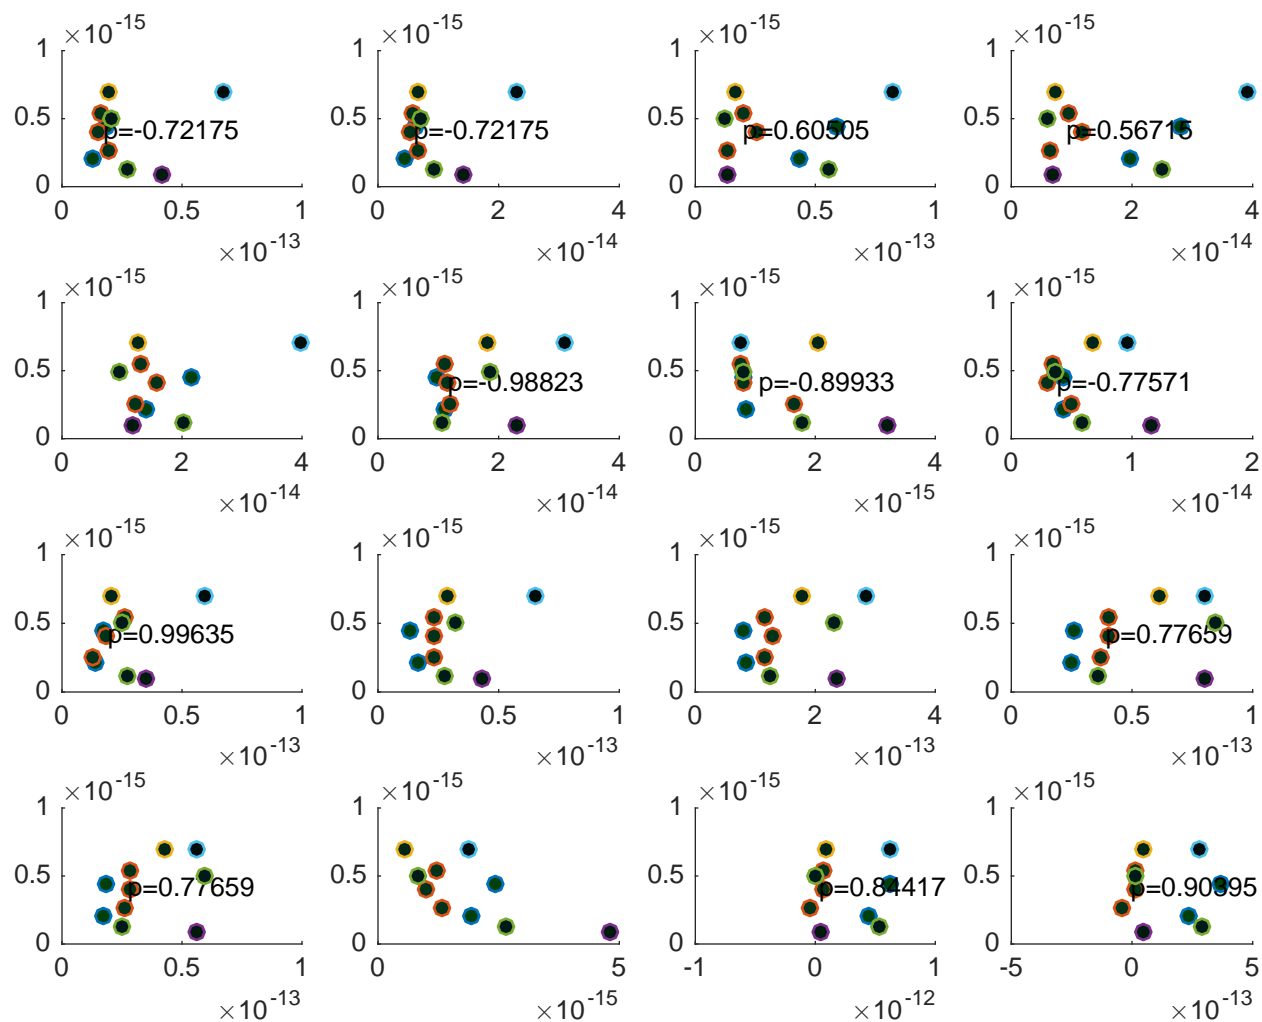 ×10-15 ×10-15 ×10-15 ×10-15
1 1 1 1
0.5 p=-0.72175 0.5 p=-0.72175 0.5 p=0.60505 0.5 p=0.56715
0 0 0 0
0 0.5 1 0 2 4 0 0.5 1 0 2 4
×10-13 ×10-14 ×10-13 ×10-14
×10-15 ×10-15 ×10-15 ×10-15
1 1 1 1
0.5 0.5 p=-0.98823 0.5 p=-0.89933 0.5 p=-0.77571
0 0 0 0
0 2 4 0 2 4 0 2 4 0 1 2
×10-14 ×10-14 ×10-15 ×10-14
×10-15 ×10-15 ×10-15 ×10-15
1 1 1 1
0.5 p=0.99635 0.5 0.5 0.5 p=0.77659
0 0 0 0
0 0.5 1 0 0.5 1 0 2 4 0 0.5 1
×10-13 ×10-13 ×10-13 ×10-13
×10-15 ×10-15 ×10-15 ×10-15
1 1 1 1
0.5 p=0.77659 0.5 0.5 p=0.84417 0.5 p=0.90395
0 0 0 0
0 0.5 1 0 5 -1 0 1 -5 0 5
×10-13 ×10-15 ×10-12 ×10-13